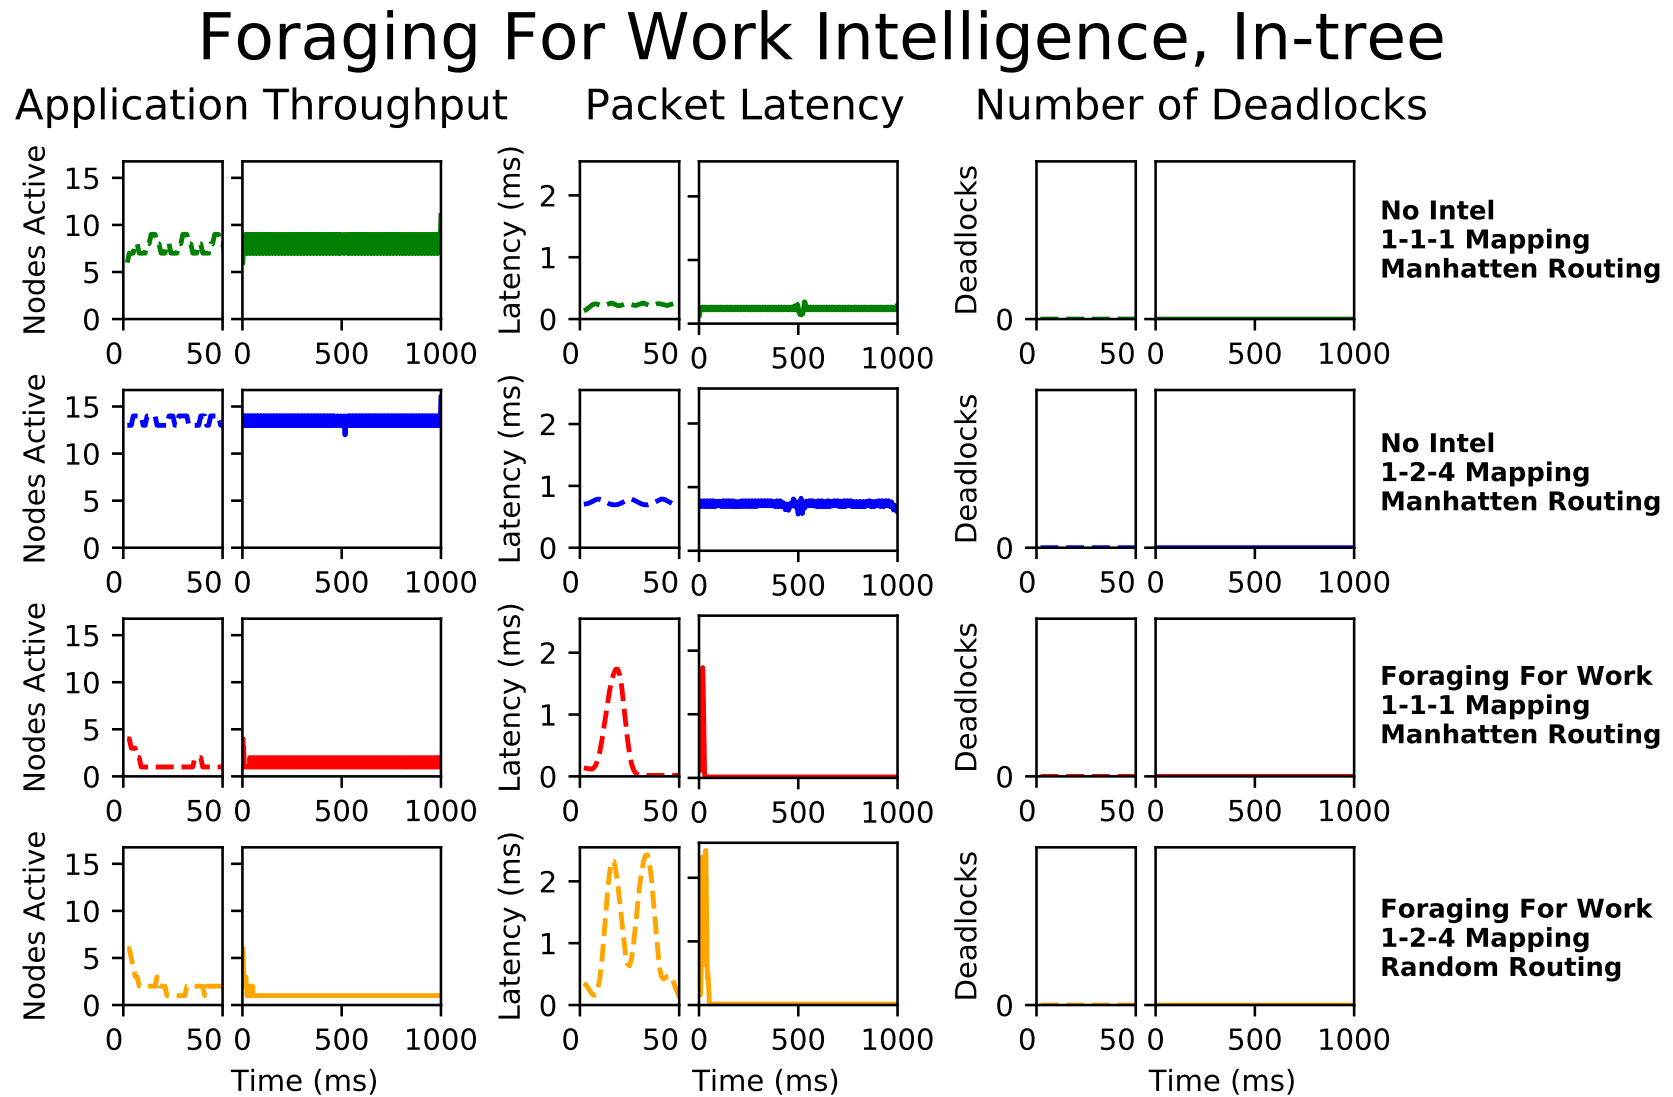 Foraging For Work Intelligence, In-tree
Application Throughput Packet Latency Number of Deadlocks
Nodes Active 15 10 5 0 Latency (ms) 2 1 0 Deadlocks 0
0 50 0 500 1000 0 50 0 500 1000 0 50 0 500 1000
No Intel
1-1-1 Mapping
Manhatten Routing
Nodes Active 15 10 5 0 Latency (ms) 2 1 0 Deadlocks 0
0 50 0 500 1000 0 50 0 500 1000 0 50 0 500 1000
No Intel
1-2-4 Mapping
Manhatten Routing
Nodes Active 15 10 5 0 Latency (ms) 2 1 0 Deadlocks 0
0 50 0 500 1000 0 50 0 500 1000 0 50 0 500 1000
Foraging For Work
1-1-1 Mapping
Manhatten Routing
Nodes Active 15 10 5 0 Latency (ms) 2 1 0 Deadlocks 0
0 50 0 500 1000 0 50 0 500 1000 0 50 0 500 1000
Foraging For Work
1-2-4 Mapping
Random Routing
Time (ms) Time (ms) Time (ms)